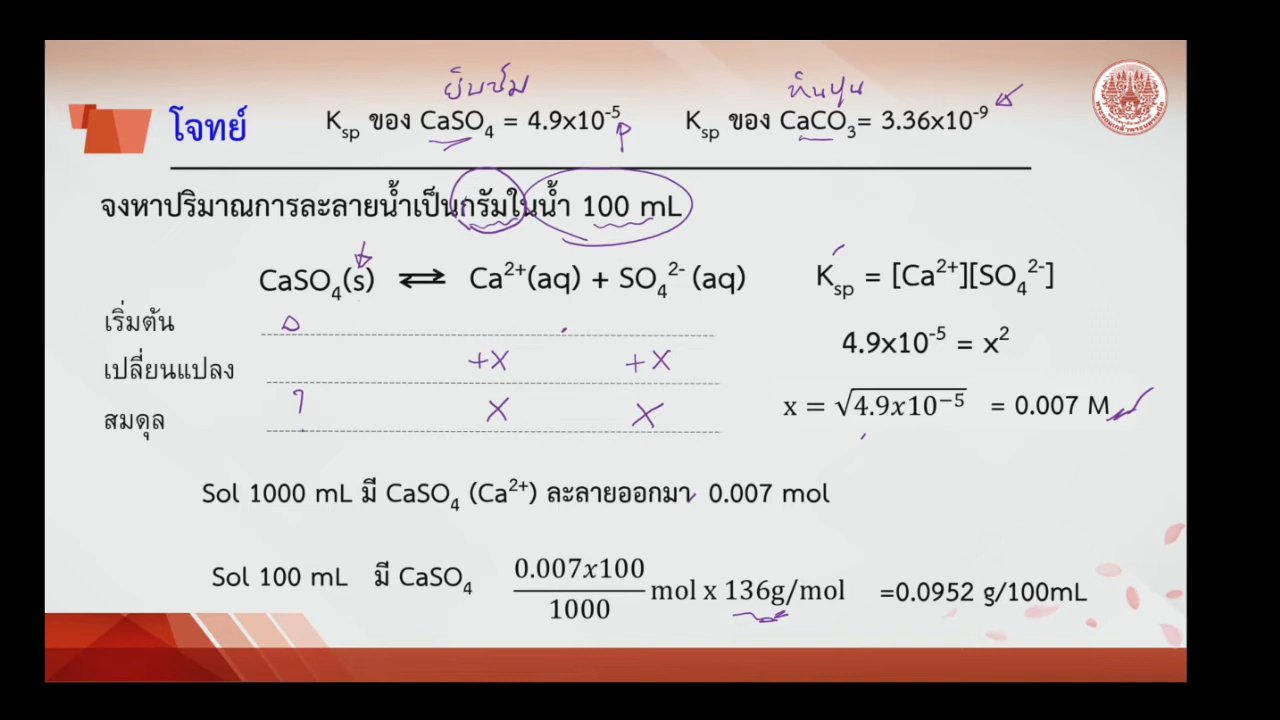 ยิบซัม หินปูน
โจทย์ Ksp ของ CaSO4 = 4.9x10-5 Ksp ของ CaCO3= 3.36x10-9
จงหาปริมาณการละลายน้ำเป็นกรัมในน้ำ 100 mL
CaSO4(s) ⇌ Ca2+(aq) + SO42- (aq) Ksp = [Ca2+][SO42-]
เริ่มต้น
4.9x10-5 = x2
เปลี่ยนแปลง +x +x
x = √4.9x10−5 = 0.007 M
สมดุล ? x x
Sol 1000 mL มี CaSO4 (Ca2+) ละลายออกมา 0.007 mol
Sol 100 mL มี CaSO4 0.007x100/1000 mol x 136g/mol =0.0952 g/100mL